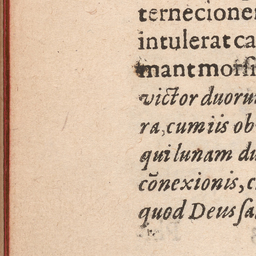 ternecione
intulerat ca
mant morsi
victor duoru
ra, cum iis ob
qui lunam du
cōnexionis, c
quod Deus ſa